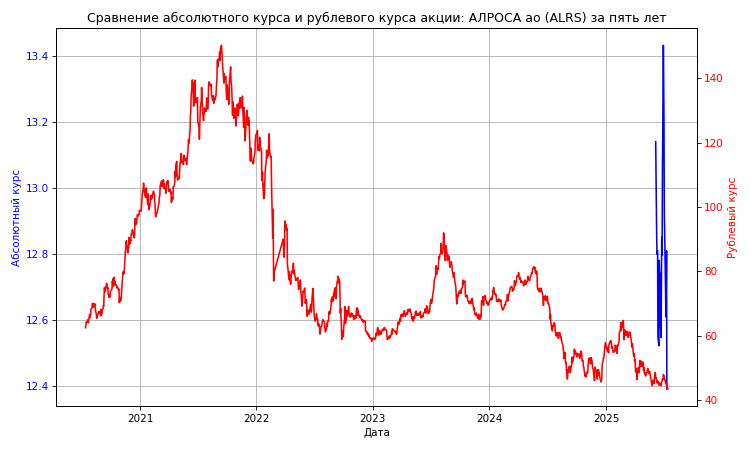 Сравнение абсолютного курса и рублевого курса акции: АЛРОСА ао (ALRS) за пять лет
13.4
13.2
13.0
12.8
12.6
12.4
Абсолютный курс
140
120
100
80
60
40
Рублевый курс
2021 2022 2023 2024 2025
Дата